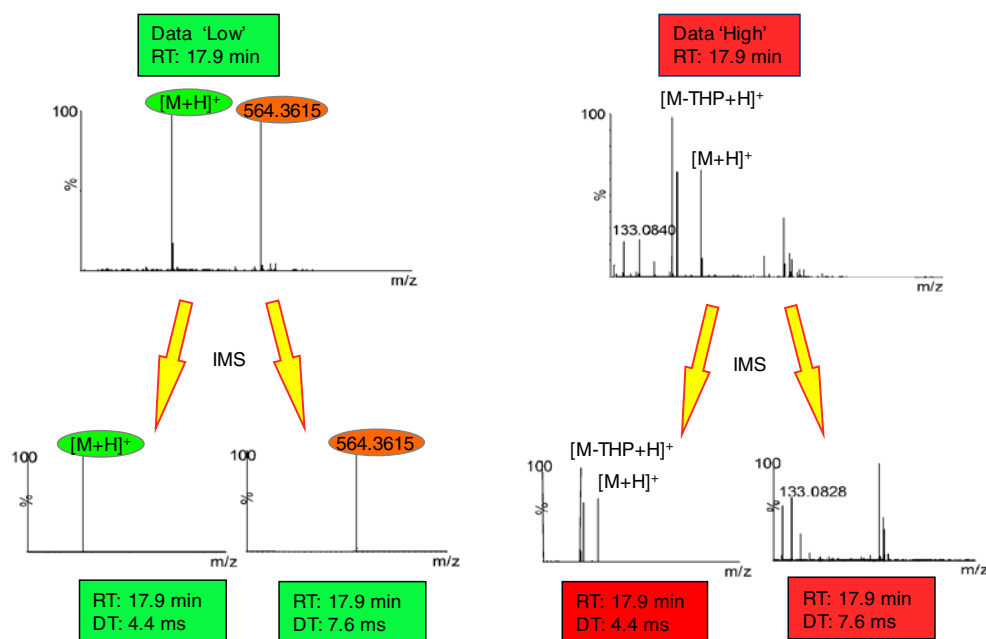 Data ‘Low’
RT: 17.9 min
Data ‘High’
RT: 17.9 min
[M+H]+
564.3615
100
%
m/z
[M-THP+H]+
[M+H]+
100
%
133.0840
m/z
IMS
IMS
[M+H]+
100
%
m/z
564.3615
100
%
m/z
[M-THP+H]+
[M+H]+
100
%
m/z
100
%
133.0828
m/z
RT: 17.9 min
DT: 4.4 ms
RT: 17.9 min
DT: 7.6 ms
RT: 17.9 min
DT: 4.4 ms
RT: 17.9 min
DT: 7.6 ms